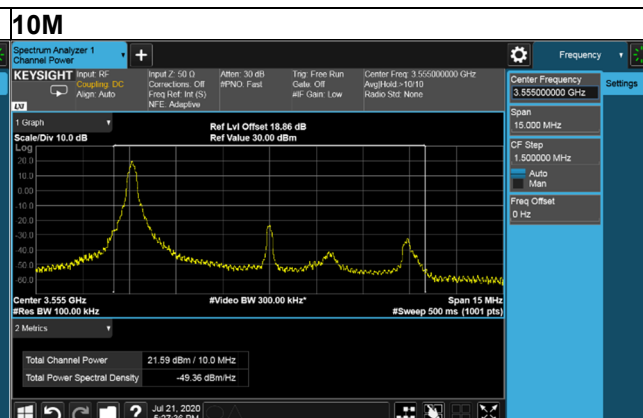 10M
Spectrum Analyzer 1
Channel Power
Frequency
KEYSIGHT
Input: RF
Coupling: DC
Align: Auto
Input Z: 50 Ω
Corrections: Off
Freq Ref: Int (S)
NFE: Adaptive
Atten: 30 dB
#PNO: Fast
Trig: Free Run
Gate: Off
#IF Gain: Low
Center Freq: 3.555000000 GHz
Avg|Hold:>10/10
Radio Std: None
LXI
Center Frequency
3.555000000 GHz
Settings
Span
15.000 MHz
CF Step
1.500000 MHz
Auto
Man
Freq Offset
0 Hz
1 Graph
Scale/Div 10.0 dB
Ref Lvl Offset 18.86 dB
Ref Value 30.00 dBm
Log
20.0
10.0
0.00
-10.0
-20.0
-30.0
-40.0
-50.0
-60.0
Center 3.555 GHz
#Res BW 100.00 kHz
#Video BW 300.00 kHz*
Span 15 MHz
#Sweep 500 ms (1001 pts)
2 Metrics
Total Channel Power 21.59 dBm / 10.0 MHz
Total Power Spectral Density -49.36 dBm/Hz
?
Jul 21, 2020
5:27:36 PM